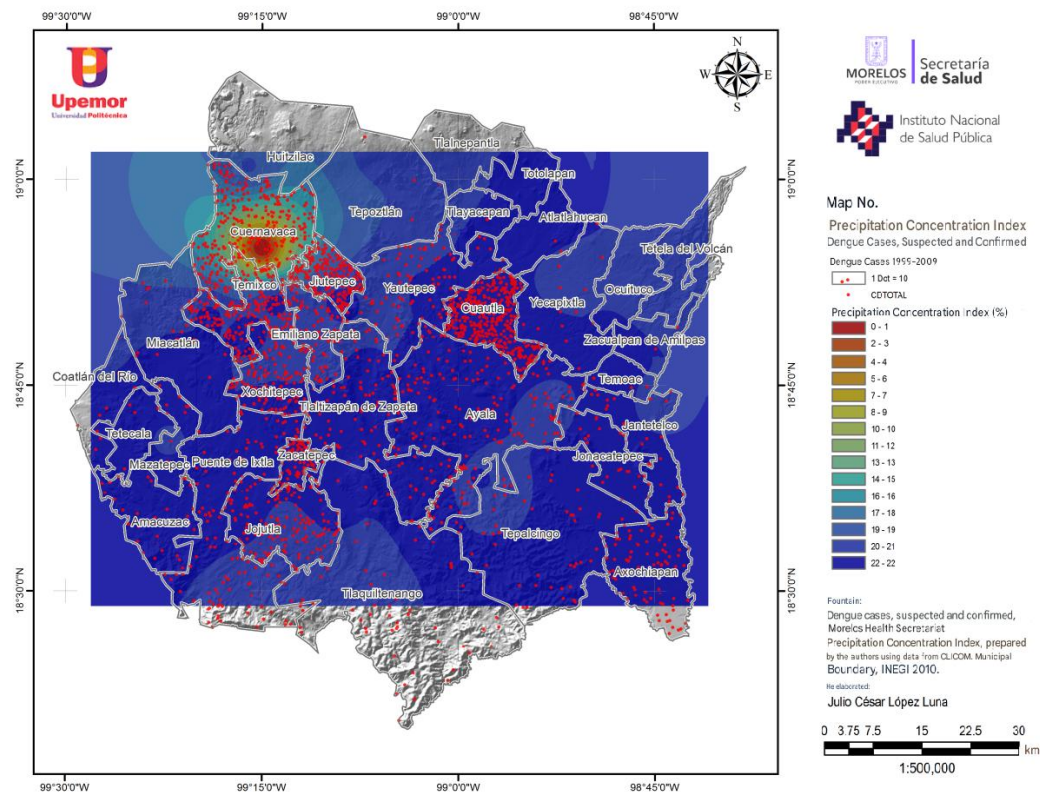 99°30'0"W 99°15'0"W 99°0'0"W 98°45'0"W
Upemor
Universidad Politécnica
N
W E
S
MORELOS
PODER EJECUTIVO
Secretaría
de Salud
Instituto Nacional
de Salud Pública
19°0'0"N
18°45'0"N
18°30'0"N
Huitzilac
Tlalnepantla
Totolapan
Tepoztlán
Tlayacapan
Atlatlahucan
Cuernavaca
Tetela del Volcán
Temixco
Jiutepec
Yautepec
Ocuituco
Cuautla
Yecapixtla
Emiliano Zapata
Miacatlán
Zacualpan de Amilpas
Coatlán del Río
Temoac
Xochitepec
Tlaltizapán de Zapata
Ayala
Jantetelco
Tetecala
Mazatepec
Puente de Ixtla
Zacatepec
Jonacatepec
Amacuzac
Jojutla
Tepalcingo
Axochiapan
Tlaquiltenango
19°0'0"N
18°45'0"N
18°30'0"N
99°30'0"W 99°15'0"W 99°0'0"W 98°45'0"W
Map No.
Precipitation Concentration Index
Dengue Cases, Suspected and Confirmed
Dengue Cases 1995-2009
1 Dot = 10
CDTOTAL
Precipitation Concentration Index (%)
0 - 1
2 - 3
4 - 4
5 - 6
7 - 7
8 - 9
10 - 10
11 - 12
13 - 13
14 - 15
16 - 16
17 - 18
19 - 19
20 - 21
22 - 22
Fountain:
Dengue cases, suspected and confirmed,
Morelos Health Secretariat
Precipitation Concentration Index, prepared
by the authors using data from CLICOM. Municipal
Boundary, INEGI 2010.
He elaborated:
Julio César López Luna
0 3.75 7.5 15 22.5 30
km
1:500,000